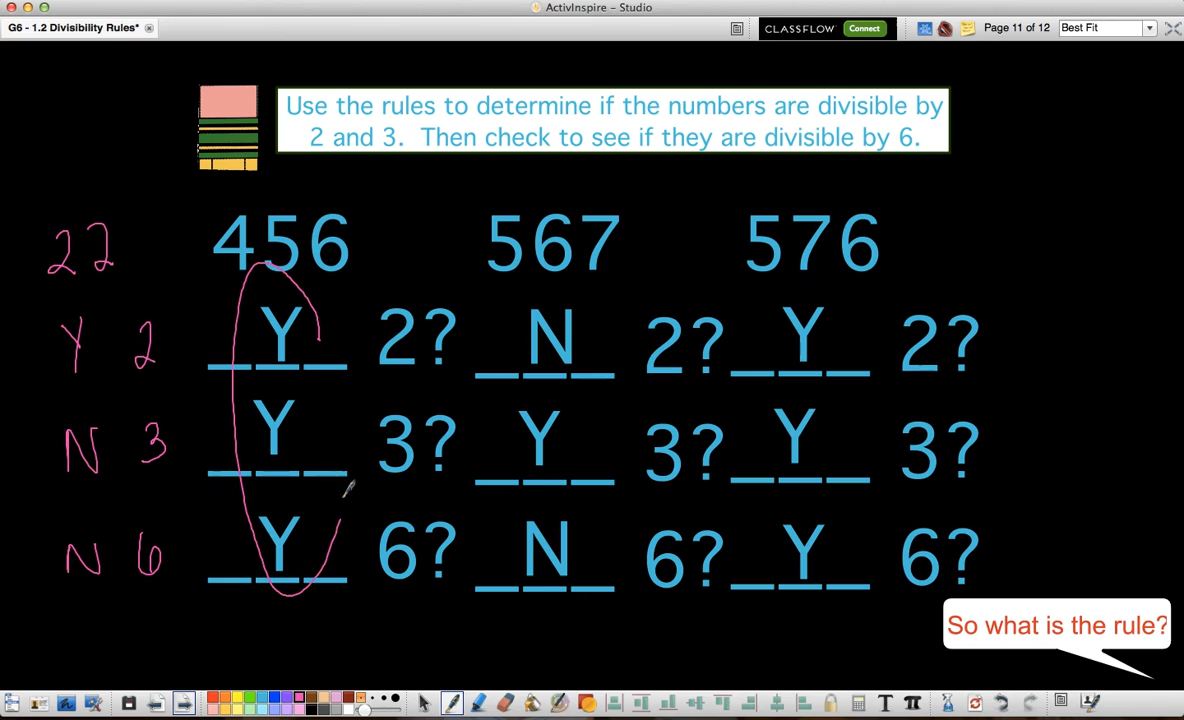 ActivInspire – Studio
G6 - 1.2 Divisibility Rules*
CLASSFLOW Connect
Page 11 of 12
Best Fit
Use the rules to determine if the numbers are divisible by
2 and 3. Then check to see if they are divisible by 6.
22 456 567 576
Y 2 Y 2? N 2? Y 2?
N 3 Y 3? Y 3? Y 3?
N 6 Y 6? N 6? Y 6?
So what is the rule?